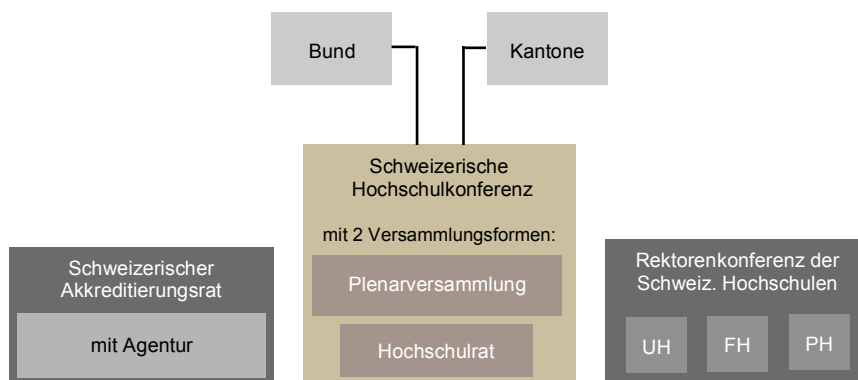 Bund
Kantone
Schweizerische
Hochschulkonferenz
mit 2 Versammlungsformen:
Plenarversammlung
Hochschulrat
Schweizerischer
Akkreditierungsrat
mit Agentur
Rektorenkonferenz der
Schweiz. Hochschulen
UH
FH
PH